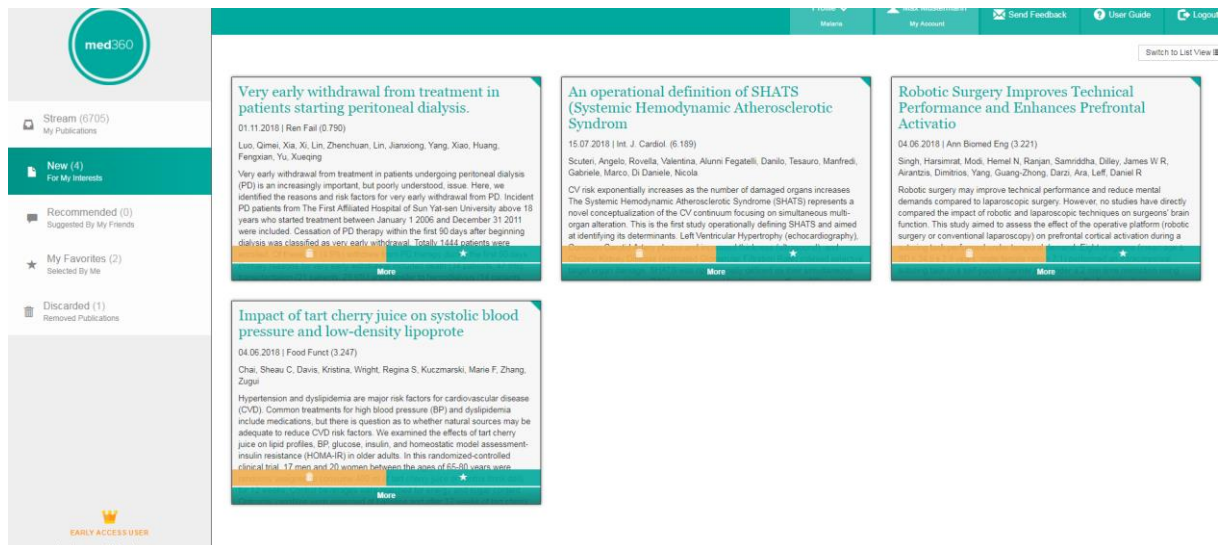 med360
Malaria
My Account
Send Feedback
User Guide
Logout
Switch to List View
Stream (6705)
My Publications
New (4)
For My Interests
Recommended (0)
Suggested By My Friends
My Favorites (2)
Selected By Me
Discarded (1)
Removed Publications
EARLY ACCESS USER
Very early withdrawal from treatment in
patients starting peritoneal dialysis.
01.11.2018 | Ren Fail (0.790)
Luo, Qimei, Xia, Xi, Lin, Zhenchuan, Lin, Jianxiong, Yang, Xiao, Huang,
Fengxian, Yu, Xueqing
Very early withdrawal from treatment in patients undergoing peritoneal dialysis
(PD) is an increasingly important, but poorly understood, issue. Here, we
identified the reasons and risk factors for very early withdrawal from PD. Incident
PD patients from The First Affiliated Hospital of Sun Yat-sen University above 18
years who started treatment between January 1 2006 and December 31 2011
were included. Cessation of PD therapy within the first 90 days after beginning
dialysis was classified as very early withdrawal. Totally 1444 patients were
More
An operational definition of SHATS
(Systemic Hemodynamic Atherosclerotic
Syndrom
15.07.2018 | Int. J. Cardiol. (6.189)
Scuteri, Angelo, Rovella, Valentina, Alunni Fegatelli, Danilo, Tesauro, Manfredi,
Gabriele, Marco, Di Daniele, Nicola
CV risk exponentially increases as the number of damaged organs increases
The Systemic Hemodynamic Atherosclerotic Syndrome (SHATS) represents a
novel conceptualization of the CV continuum focusing on simultaneous multi-
organ alteration. This is the first study operationally defining SHATS and aimed
at identifying its determinants. Left Ventricular Hypertrophy (echocardiography),
More
Robotic Surgery Improves Technical
Performance and Enhances Prefrontal
Activatio
04.06.2018 | Ann Biomed Eng (3.221)
Singh, Harsimrat, Modi, Hemel N, Ranjan, Samriddha, Dilley, James W R,
Airantzis, Dimitrios, Yang, Guang-Zhong, Darzi, Ara, Leff, Daniel R
Robotic surgery may improve technical performance and reduce mental
demands compared to laparoscopic surgery. However, no studies have directly
compared the impact of robotic and laparoscopic techniques on surgeons' brain
function. This study aimed to assess the effect of the operative platform (robotic
surgery or conventional laparoscopy) on prefrontal cortical activation during a
More
Impact of tart cherry juice on systolic blood
pressure and low-density lipoprote
04.06.2018 | Food Funct (3.247)
Chai, Sheau C, Davis, Kristina, Wright, Regina S, Kuczmarski, Marie F, Zhang,
Zugui
Hypertension and dyslipidemia are major risk factors for cardiovascular disease
(CVD). Common treatments for high blood pressure (BP) and dyslipidemia
include medications, but there is question as to whether natural sources may be
adequate to reduce CVD risk factors. We examined the effects of tart cherry
juice on lipid profiles, BP, glucose, insulin, and homeostatic model assessment-
insulin resistance (HOMA-IR) in older adults. In this randomized-controlled
clinical trial, 17 men and 20 women between the ages of 65-80 years were
More